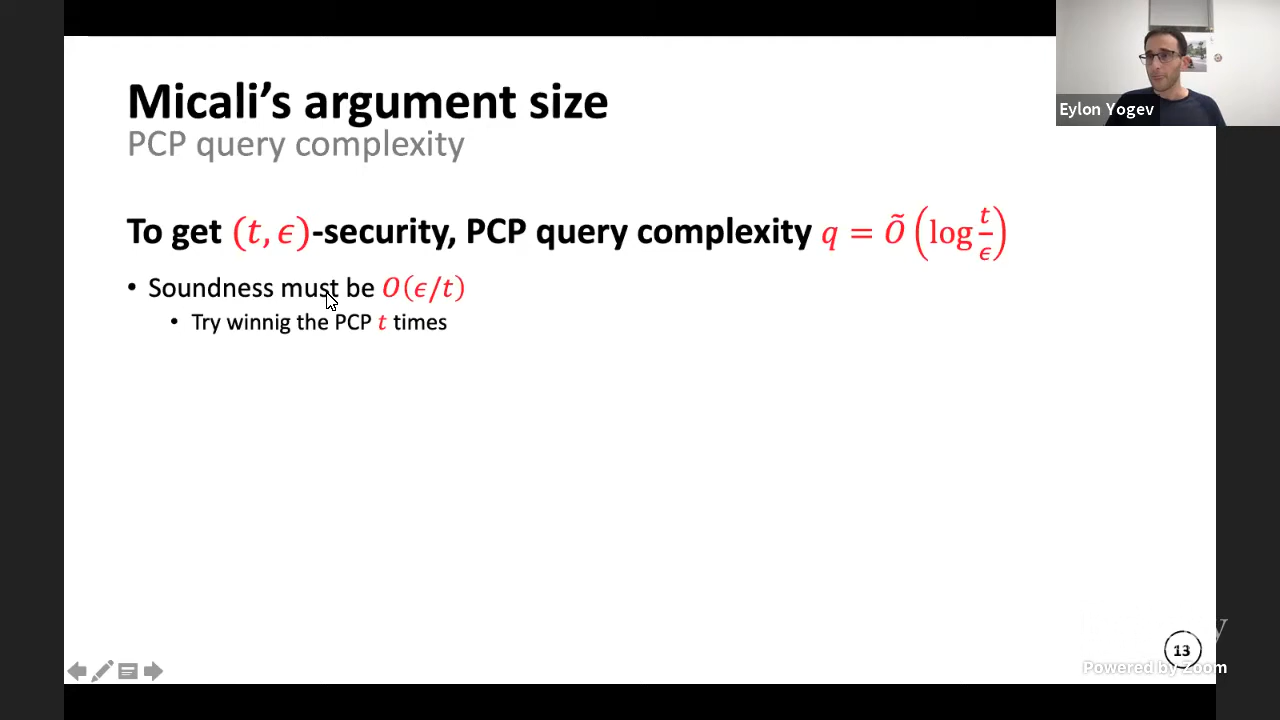 Micali’s argument size
PCP query complexity
Eylon Yogev
To get (t, ϵ)-security, PCP query complexity q = Õ(log t/ϵ)
• Soundness must be O(ϵ/t)
• Try winnig the PCP t times
13
Powered by Zoom